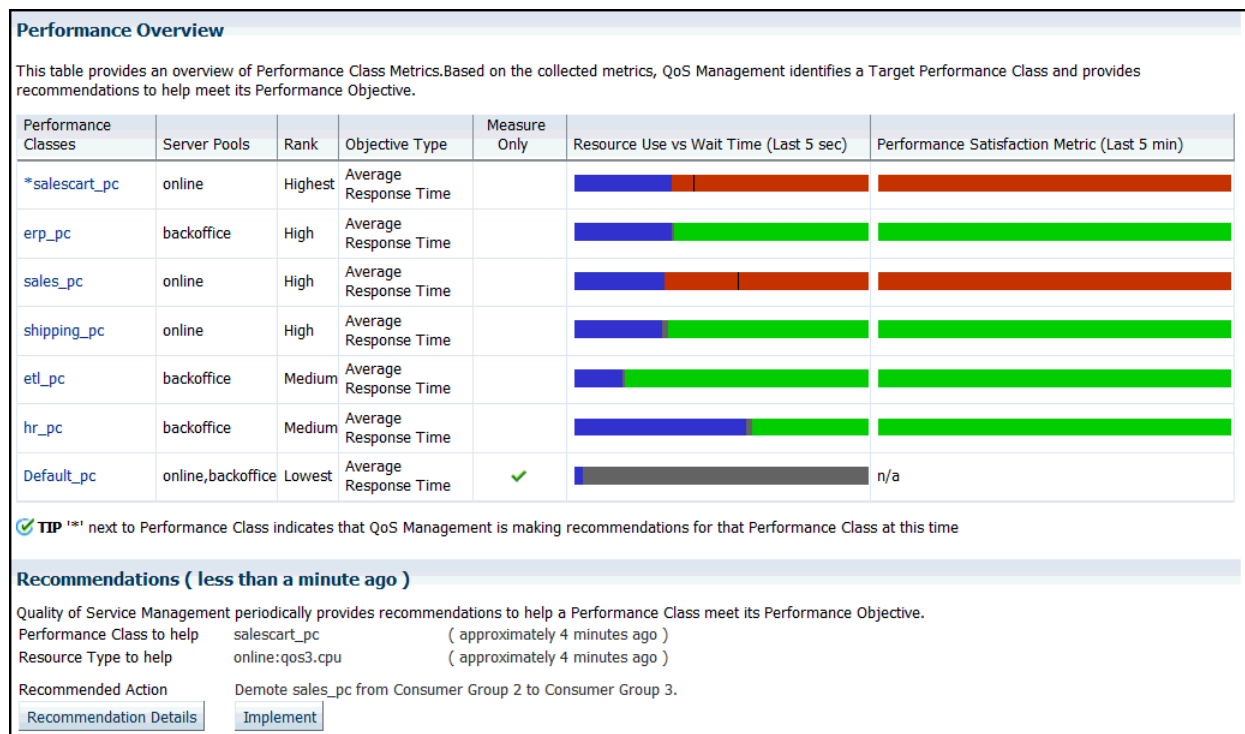 Performance Overview
This table provides an overview of Performance Class Metrics.Based on the collected metrics, QoS Management identifies a Target Performance Class and provides
recommendations to help meet its Performance Objective.
Performance Classes Server Pools Rank Objective Type Measure Only Resource Use vs Wait Time (Last 5 sec) Performance Satisfaction Metric (Last 5 min)
*salescart_pc online Highest Average Response Time
erp_pc backoffice High Average Response Time
sales_pc online High Average Response Time
shipping_pc online High Average Response Time
etl_pc backoffice Medium Average Response Time
hr_pc backoffice Medium Average Response Time
Default_pc online,backoffice Lowest Average Response Time n/a
TIP '*' next to Performance Class indicates that QoS Management is making recommendations for that Performance Class at this time
Recommendations ( less than a minute ago )
Quality of Service Management periodically provides recommendations to help a Performance Class meet its Performance Objective.
Performance Class to help salescart_pc ( approximately 4 minutes ago )
Resource Type to help online:qos3.cpu ( approximately 4 minutes ago )
Recommended Action Demote sales_pc from Consumer Group 2 to Consumer Group 3.
Recommendation Details Implement